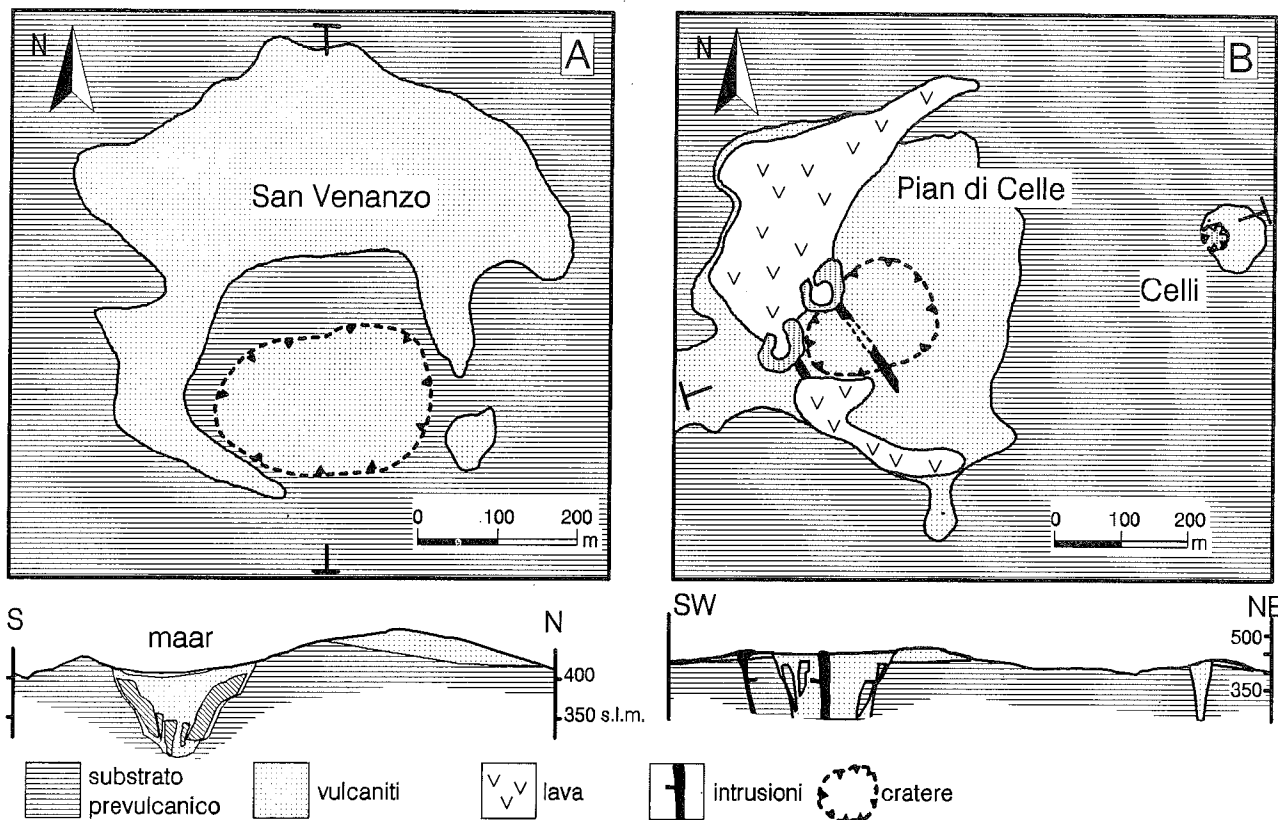 N
A
San Venanzo
0 100 200
m
N
B
Pian di Celle
Celli
0 100 200
m
S
maar
N
400
350 s.l.m.
SW
NE
500
350
substrato
prevulcanico
vulcaniti
lava
intrusioni
cratere